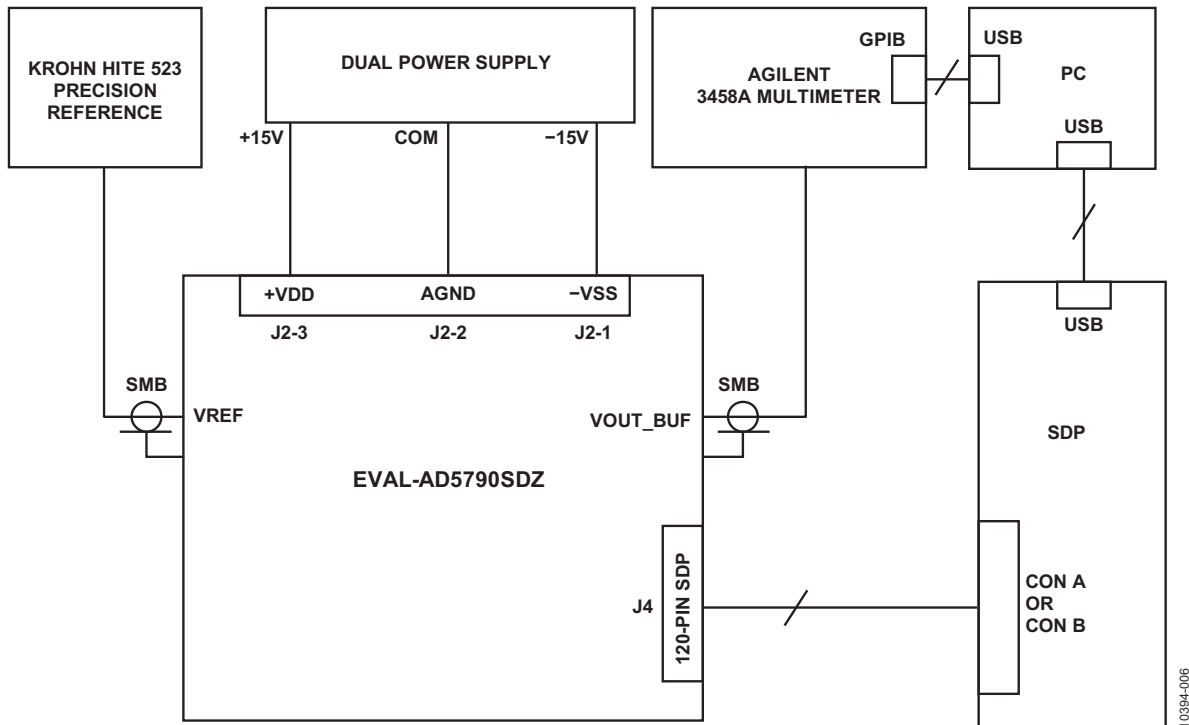 KROHN HITE 523
PRECISION
REFERENCE
DUAL POWER SUPPLY
+15V
COM
−15V
AGILENT
3458A MULTIMETER
GPIB
USB
PC
USB
+VDD
AGND
−VSS
J2-3
J2-2
J2-1
SMB
VREF
SMB
VOUT_BUF
EVAL-AD5790SDZ
J4
120-PIN SDP
USB
SDP
CON A
OR
CON B
10394-006